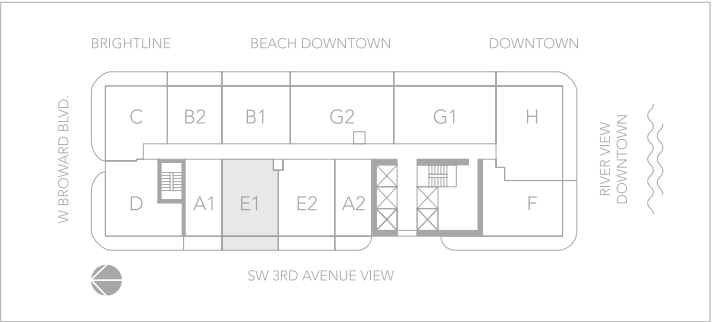 BRIGHTLINE BEACH DOWNTOWN DOWNTOWN
W BROWARD BLVD.
C B2 B1 G2 G1 H
RIVER VIEW
DOWNTOWN
D A1 E1 E2 A2 F
SW 3RD AVENUE VIEW